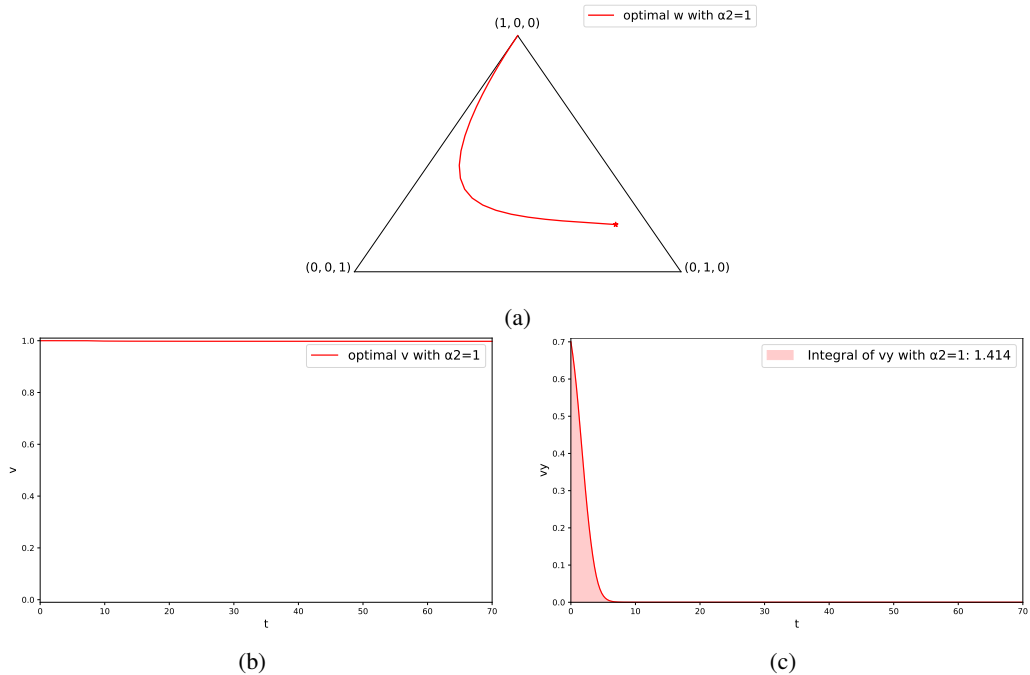 optimal w with α2=1
(1, 0, 0)
(0, 0, 1)
(0, 1, 0)
(a)
1.0
0.8
0.6
0.4
0.2
0.0
v
optimal v with α2=1
0 10 20 30 40 50 60 70
t
(b)
0.7
0.6
0.5
0.4
0.3
0.2
0.1
0.0
vy
Integral of vy with α2=1: 1.414
0 10 20 30 40 50 60 70
t
(c)